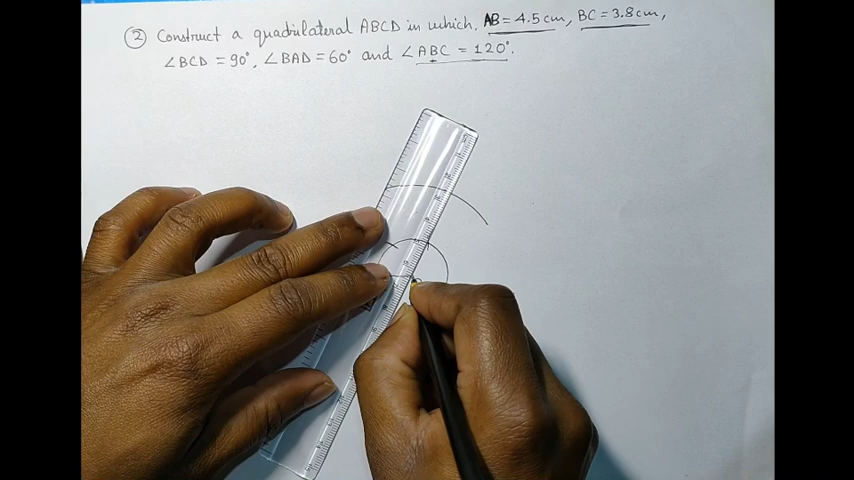 ② Construct a quadrilateral ABCD in which, AB = 4.5 cm, BC = 3.8 cm,
∠BCD = 90°, ∠BAD = 60° and ∠ABC = 120°.